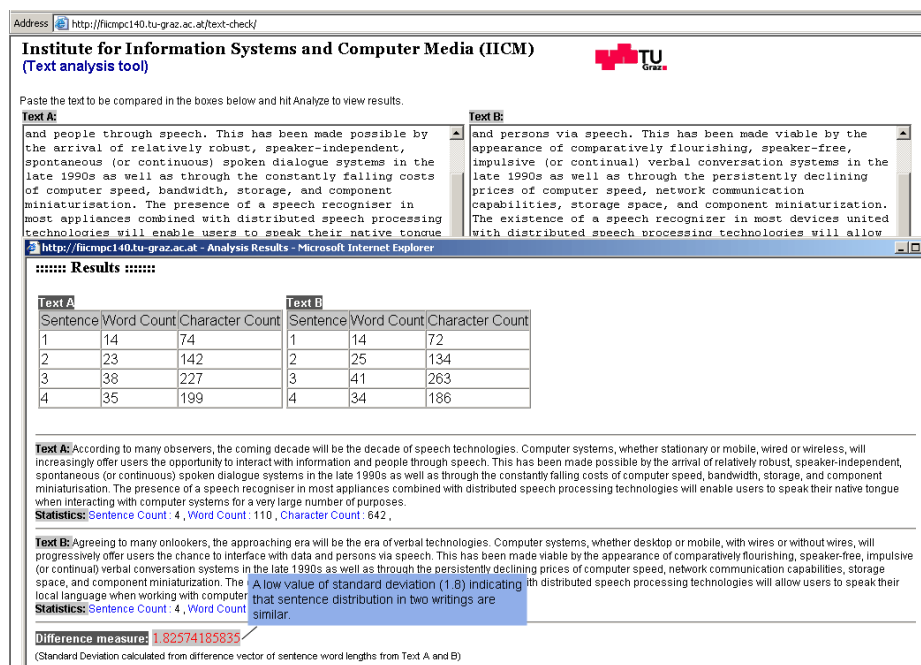 Address http://fiicmpc140.tu-graz.ac.at/text-check/
Institute for Information Systems and Computer Media (IICM)
(Text analysis tool)
TU
Graz
Paste the text to be compared in the boxes below and hit Analyze to view results.
Text A:
and people through speech. This has been made possible by
the arrival of relatively robust, speaker-independent,
spontaneous (or continuous) spoken dialogue systems in the
late 1990s as well as through the constantly falling costs
of computer speed, bandwidth, storage, and component
miniaturisation. The presence of a speech recogniser in
most appliances combined with distributed speech processing
technologies will enable users to speak their native tongue
Text B:
and persons via speech. This has been made viable by the
appearance of comparatively flourishing, speaker-free,
impulsive (or continual) verbal conversation systems in the
late 1990s as well as through the persistently declining
prices of computer speed, network communication
capabilities, storage space, and component miniaturization.
The existence of a speech recognizer in most devices united
with distributed speech processing technologies will allow
http://fiicmpc140.tu-graz.ac.at - Analysis Results - Microsoft Internet Explorer
::::::: Results :::::::
Text A Text B
Sentence Word Count Character Count Sentence Word Count Character Count
1 14 74 1 14 72
2 23 142 2 25 134
3 38 227 3 41 263
4 35 199 4 34 186
Text A: According to many observers, the coming decade will be the decade of speech technologies. Computer systems, whether stationary or mobile, wired or wireless, will
increasingly offer users the opportunity to interact with information and people through speech. This has been made possible by the arrival of relatively robust, speaker-independent,
spontaneous (or continuous) spoken dialogue systems in the late 1990s as well as through the constantly falling costs of computer speed, bandwidth, storage, and component
miniaturisation. The presence of a speech recogniser in most appliances combined with distributed speech processing technologies will enable users to speak their native tongue
when interacting with computer systems for a very large number of purposes.
Statistics: Sentence Count : 4 , Word Count : 110 , Character Count : 642 ,
Text B: Agreeing to many onlookers, the approaching era will be the era of verbal technologies. Computer systems, whether desktop or mobile, with wires or without wires, will
progressively offer users the chance to interface with data and persons via speech. This has been made viable by the appearance of comparatively flourishing, speaker-free, impulsive
(or continual) verbal conversation systems in the late 1990s as well as through the persistently declining prices of computer speed, network communication capabilities, storage
space, and component miniaturization. The ith distributed speech processing technologies will allow users to speak their
local language when working with computer
Statistics: Sentence Count : 4 , Word Count
A low value of standard deviation (1.8) indicating
that sentence distribution in two writings are
similar.
Difference measure: 1.82574185835
(Standard Deviation calculated from difference vector of sentence word lengths from Text A and B)